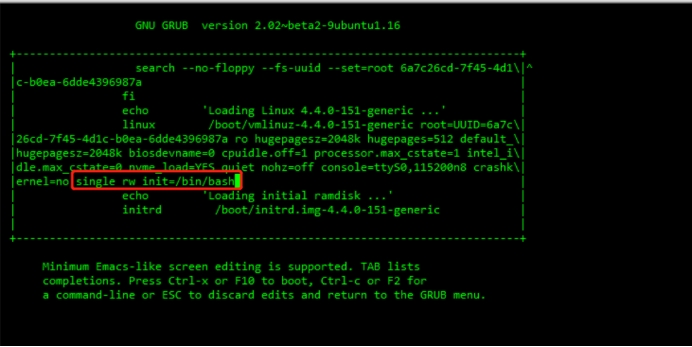 GNU GRUB  version 2.02~beta2-9ubuntu1.16
search --no-floppy --fs-uuid --set=root 6a7c26cd-7f45-4d1\
c-b0ea-6dde4396987a
fi
echo        'Loading Linux 4.4.0-151-generic ...'
linux        /boot/vmlinuz-4.4.0-151-generic root=UUID=6a7c\
26cd-7f45-4d1c-b0ea-6dde4396987a ro hugepagesz=2048k hugepages=512 default_\
hugepagesz=2048k biosdevname=0 cpuidle.off=1 processor.max_cstate=1 intel_i\
dle.max_cstate=0 nvme_load=YES quiet nohz=off console=ttyS0,115200n8 crashk\
ernel=no single rw init=/bin/bash
echo        'Loading initial ramdisk ...'
initrd        /boot/initrd.img-4.4.0-151-generic
Minimum Emacs-like screen editing is supported. TAB lists
completions. Press Ctrl-x or F10 to boot, Ctrl-c or F2 for
a command-line or ESC to discard edits and return to the GRUB menu.